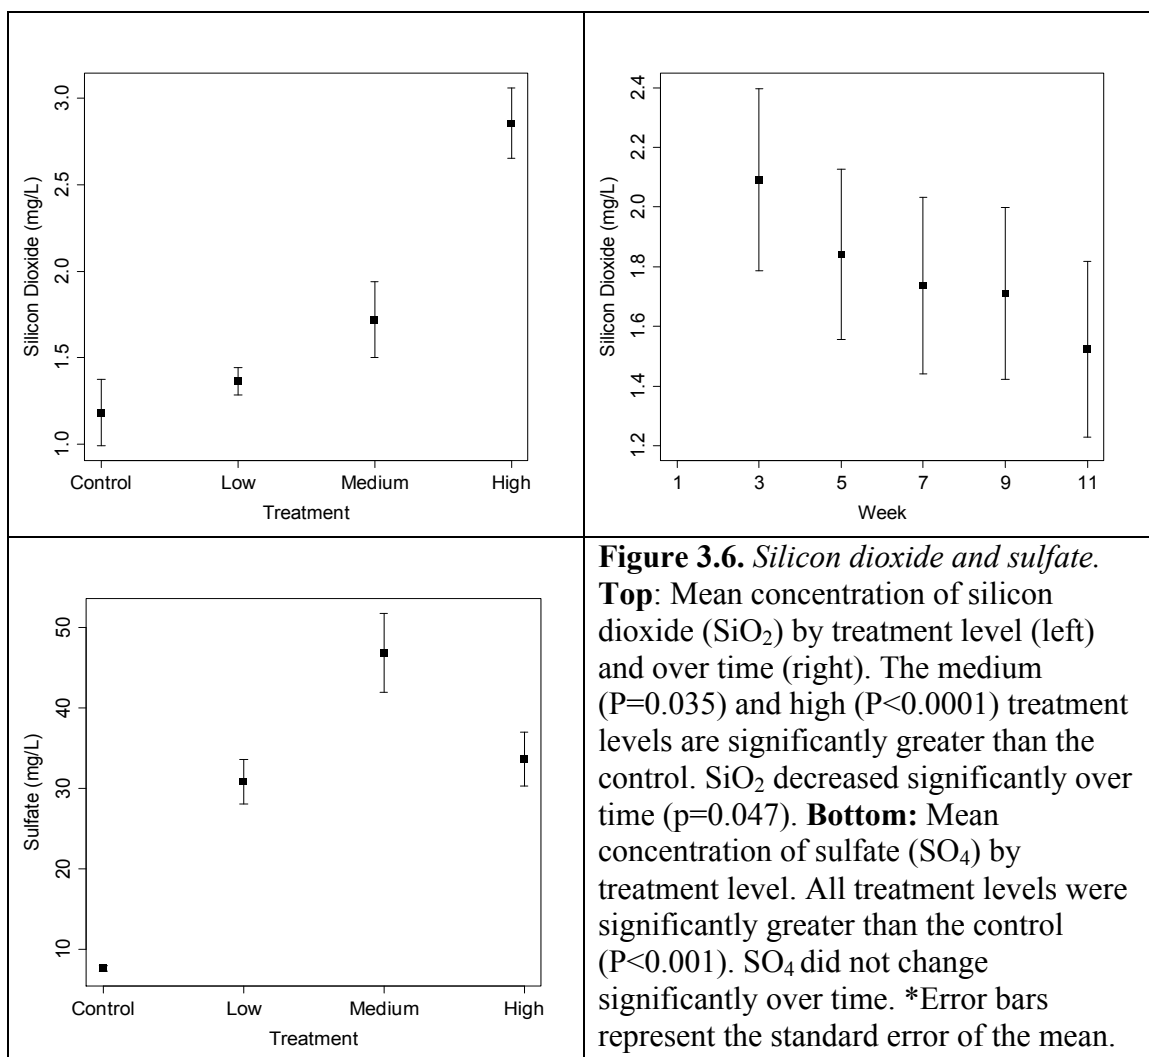 3.0
2.5
2.0
1.5
1.0
Silicon Dioxide (mg/L)
Control Low Medium High
Treatment
2.4
2.2
2.0
1.8
1.6
1.4
1.2
Silicon Dioxide (mg/L)
1 3 5 7 9 11
Week
50
40
30
20
10
Sulfate (mg/L)
Control Low Medium High
Treatment
Figure 3.6. Silicon dioxide and sulfate.
Top: Mean concentration of silicon
dioxide (SiO₂) by treatment level (left)
and over time (right). The medium
(P=0.035) and high (P<0.0001) treatment
levels are significantly greater than the
control. SiO₂ decreased significantly over
time (p=0.047). Bottom: Mean
concentration of sulfate (SO₄) by
treatment level. All treatment levels were
significantly greater than the control
(P<0.001). SO₄ did not change
significantly over time. *Error bars
represent the standard error of the mean.